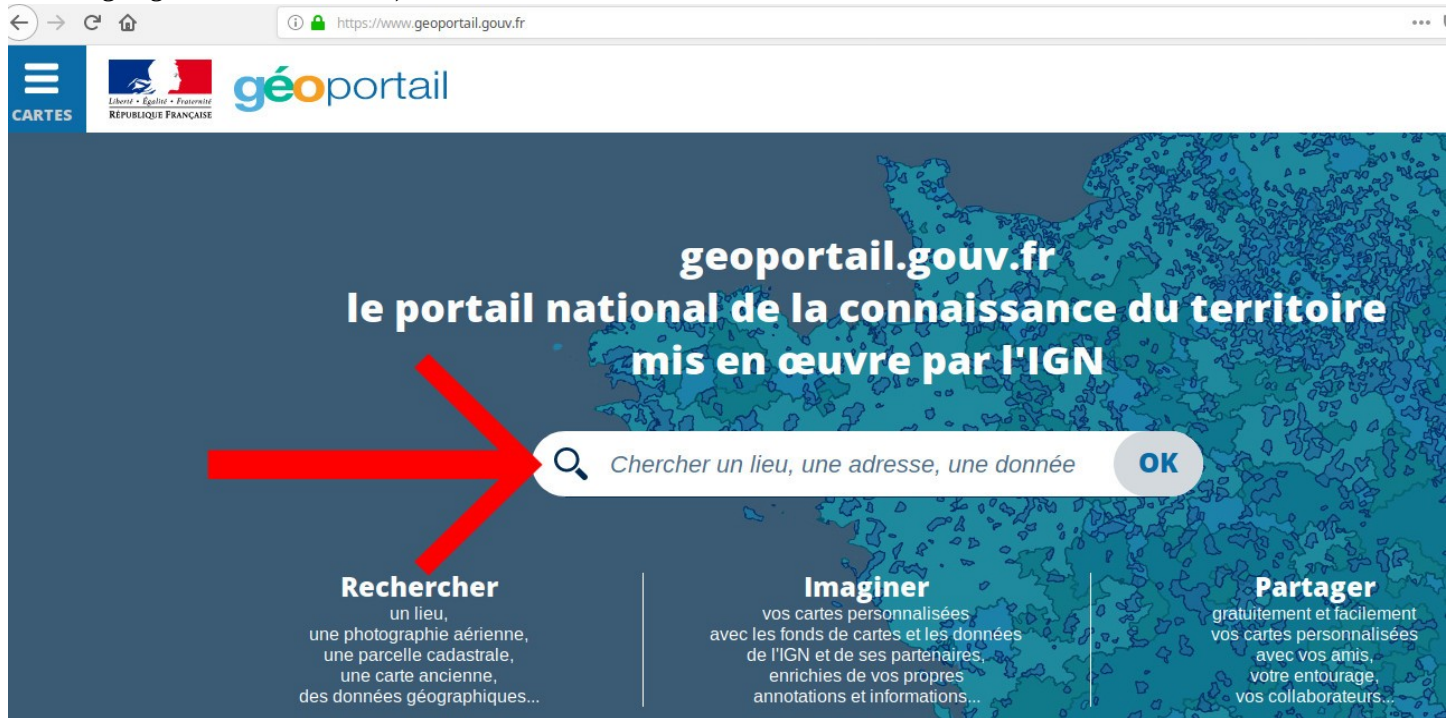 https://www.geoportail.gouv.fr
CARTES
Liberté • Égalité • Fraternité
RÉPUBLIQUE FRANÇAISE
géoportail
geoportail.gouv.fr
le portail national de la connaissance du territoire
mis en œuvre par l'IGN
Chercher un lieu, une adresse, une donnée
OK
Rechercher
un lieu,
une photographie aérienne,
une parcelle cadastrale,
une carte ancienne,
des données géographiques...
Imaginer
vos cartes personnalisées
avec les fonds de cartes et les données
de l'IGN et de ses partenaires,
enrichies de vos propres
annotations et informations...
Partager
gratuitement et facilement
vos cartes personnalisées
avec vos amis,
votre entourage,
vos collaborateurs...